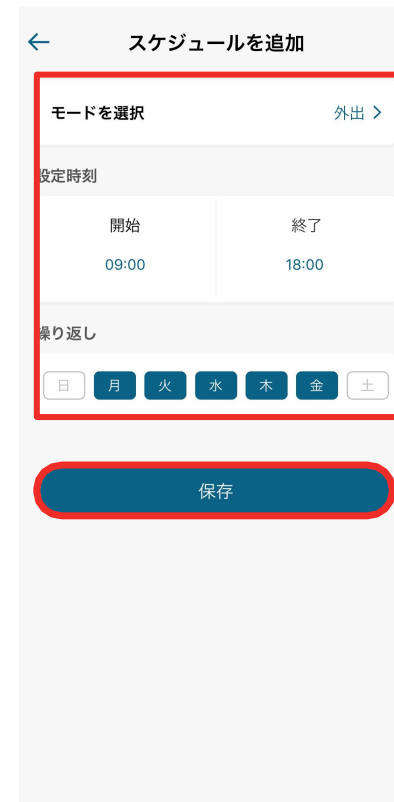 スケジュールを追加
モードを選択 外出
設定時刻
開始 終了
09:00 18:00
繰り返し
日 月 火 水 木 金 土
保存